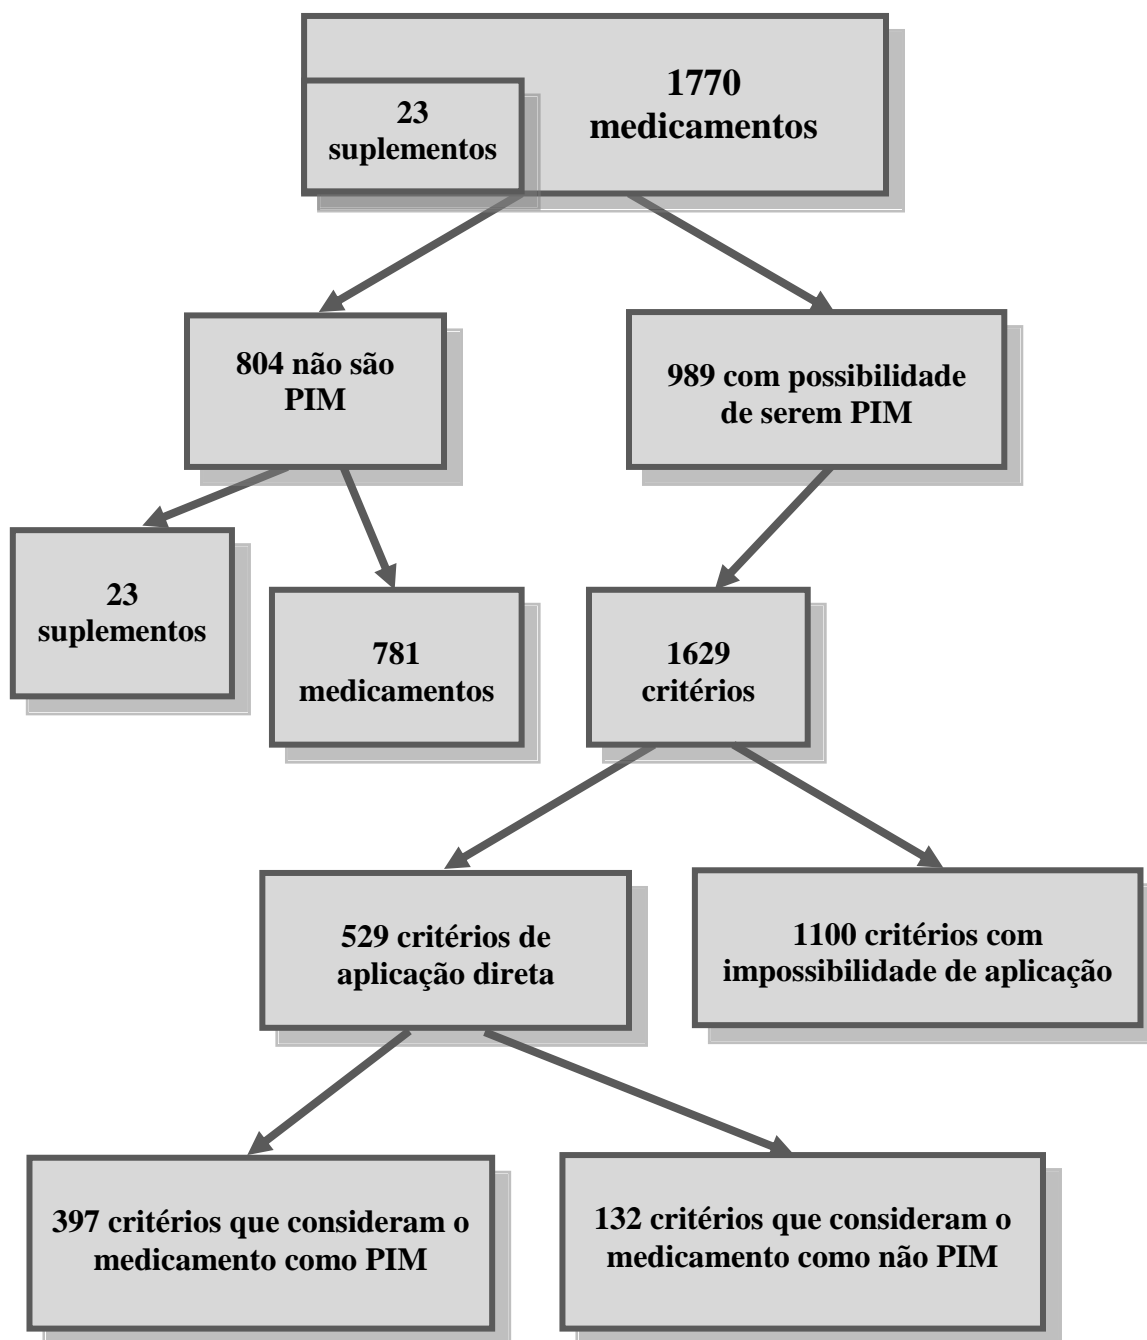 1770
medicamentos
23
suplementos
804 não são
PIM
989 com possibilidade
de serem PIM
23
suplementos
781
medicamentos
1629
critérios
529 critérios de
aplicação direta
1100 critérios com
impossibilidade de aplicação
397 critérios que consideram o
medicamento como PIM
132 critérios que consideram o
medicamento como não PIM